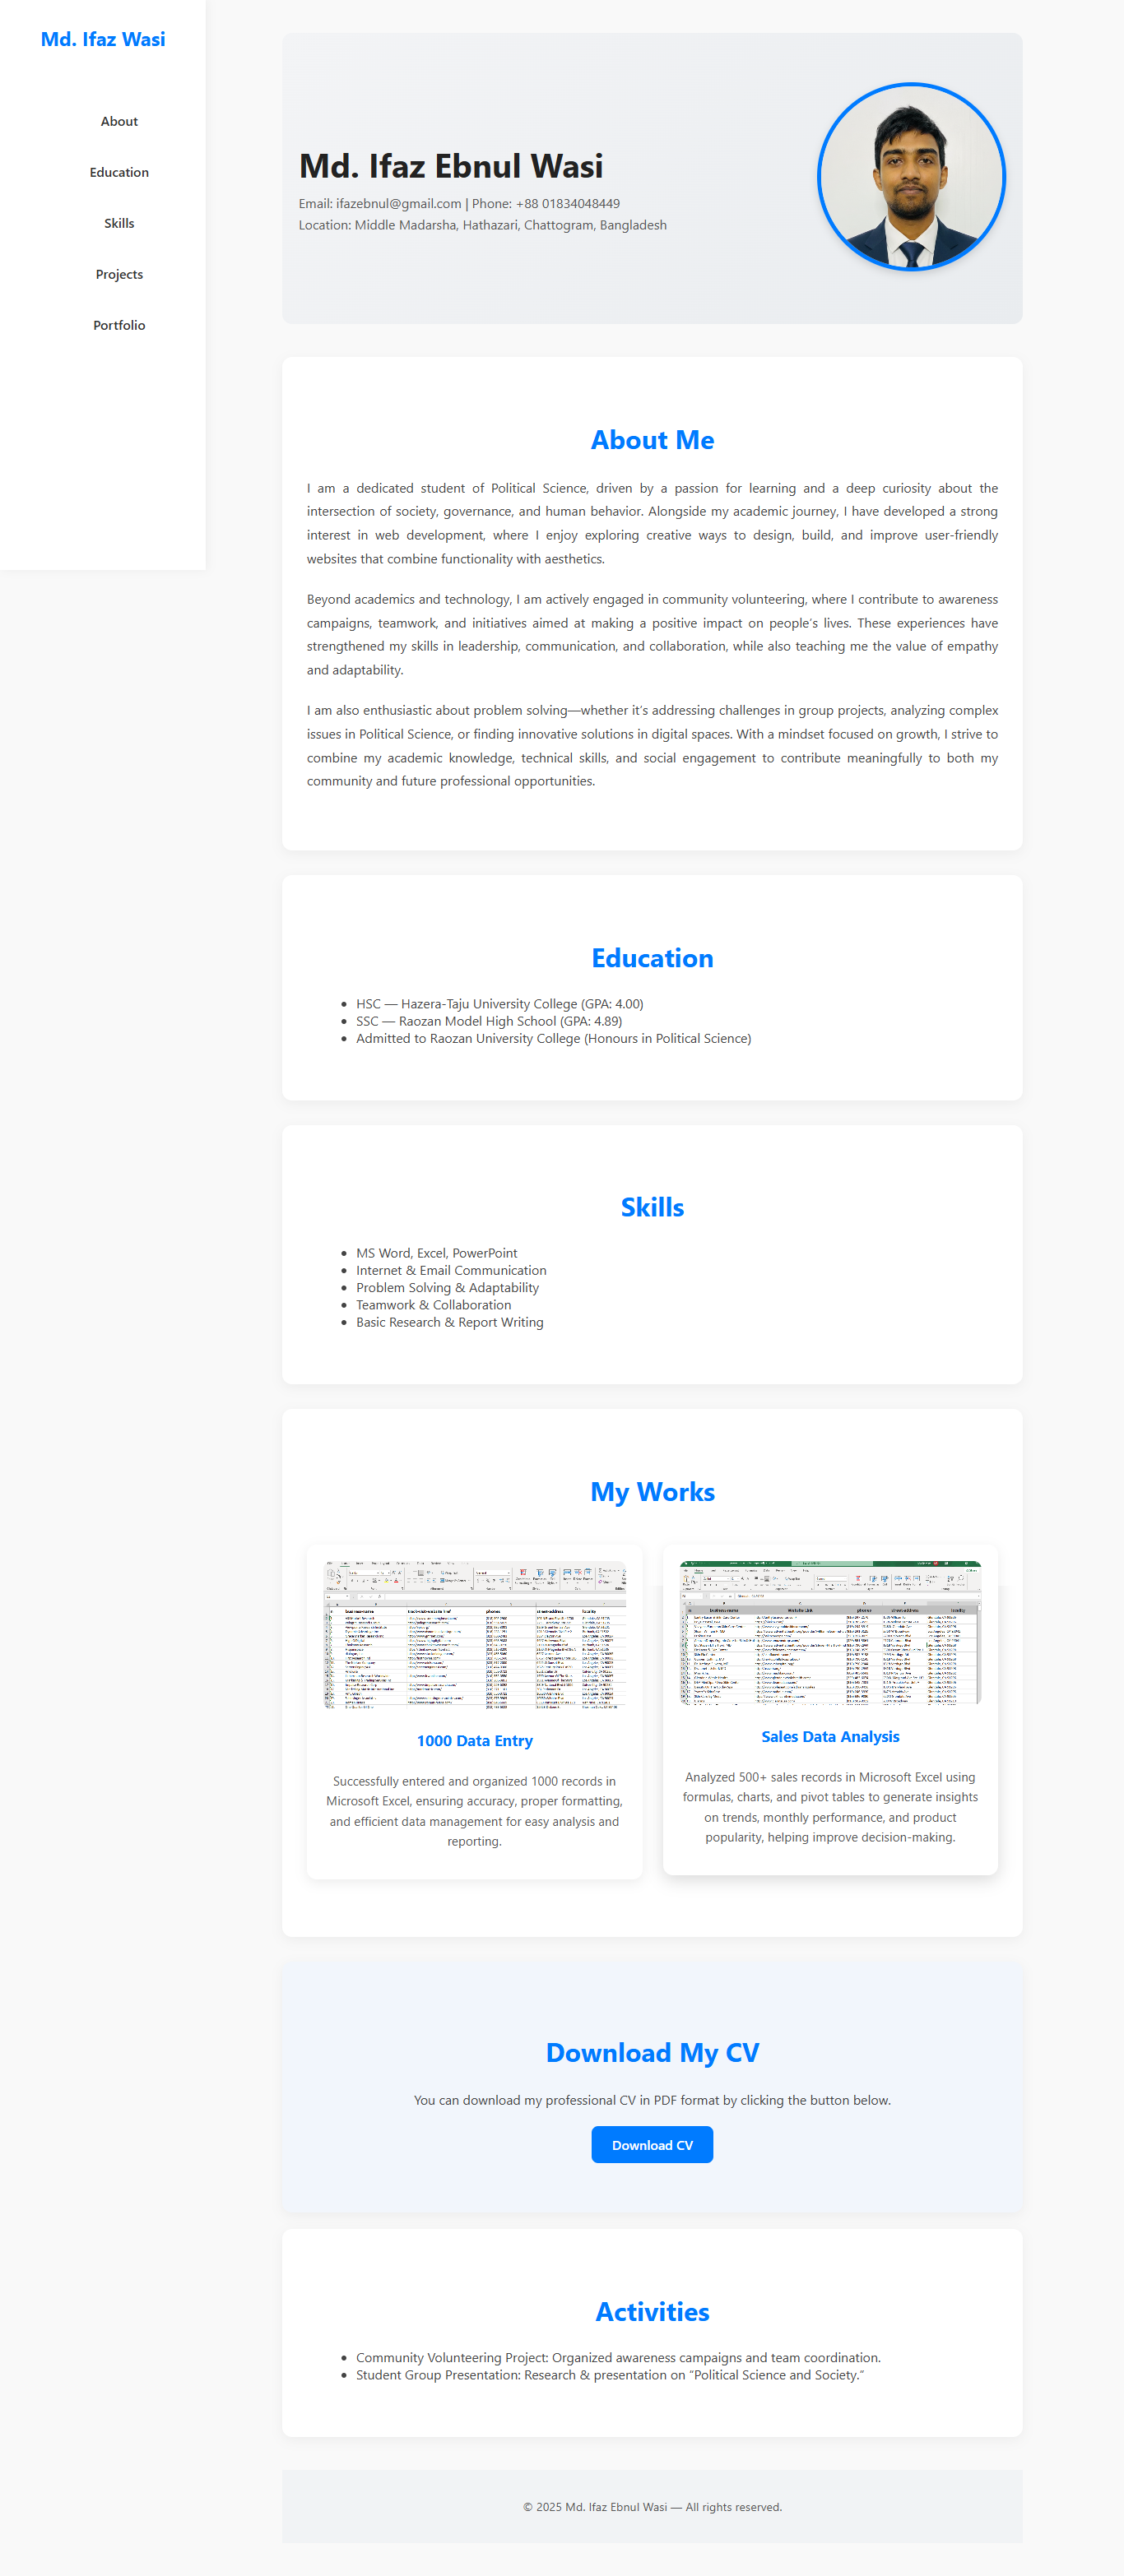 Md. Ifaz Wasi
About
Education
Skills
Projects
Portfolio
Md. Ifaz Ebnul Wasi
Email: ifazebnul@gmail.com | Phone: +88 01834048449
Location: Middle Madarsha, Hathazari, Chattogram, Bangladesh
About Me
I am a dedicated student of Political Science, driven by a passion for learning and a deep curiosity about the
intersection of society, governance, and human behavior. Alongside my academic journey, I have developed a strong
interest in web development, where I enjoy exploring creative ways to design, build, and improve user-friendly
websites that combine functionality with aesthetics.
Beyond academics and technology, I am actively engaged in community volunteering, where I contribute to awareness
campaigns, teamwork, and initiatives aimed at making a positive impact on people's lives. These experiences have
strengthened my skills in leadership, communication, and collaboration, while also teaching me the value of empathy
and adaptability.
I am also enthusiastic about problem solving—whether it's addressing challenges in group projects, analyzing complex
issues in Political Science, or finding innovative solutions in digital spaces. With a mindset focused on growth, I strive to
combine my academic knowledge, technical skills, and social engagement to contribute meaningfully to both my
community and future professional opportunities.
Education
• HSC — Hazera-Taju University College (GPA: 4.00)
• SSC — Raozan Model High School (GPA: 4.89)
• Admitted to Raozan University College (Honours in Political Science)
Skills
• MS Word, Excel, PowerPoint
• Internet & Email Communication
• Problem Solving & Adaptability
• Teamwork & Collaboration
• Basic Research & Report Writing
My Works
business-name phones street-address locality
business-name Website Link phones street-address locality
1000 Data Entry
Successfully entered and organized 1000 records in
Microsoft Excel, ensuring accuracy, proper formatting,
and efficient data management for easy analysis and
reporting.
Sales Data Analysis
Analyzed 500+ sales records in Microsoft Excel using
formulas, charts, and pivot tables to generate insights
on trends, monthly performance, and product
popularity, helping improve decision-making.
Download My CV
You can download my professional CV in PDF format by clicking the button below.
Download CV
Activities
• Community Volunteering Project: Organized awareness campaigns and team coordination.
• Student Group Presentation: Research & presentation on "Political Science and Society."
© 2025 Md. Ifaz Ebnul Wasi — All rights reserved.